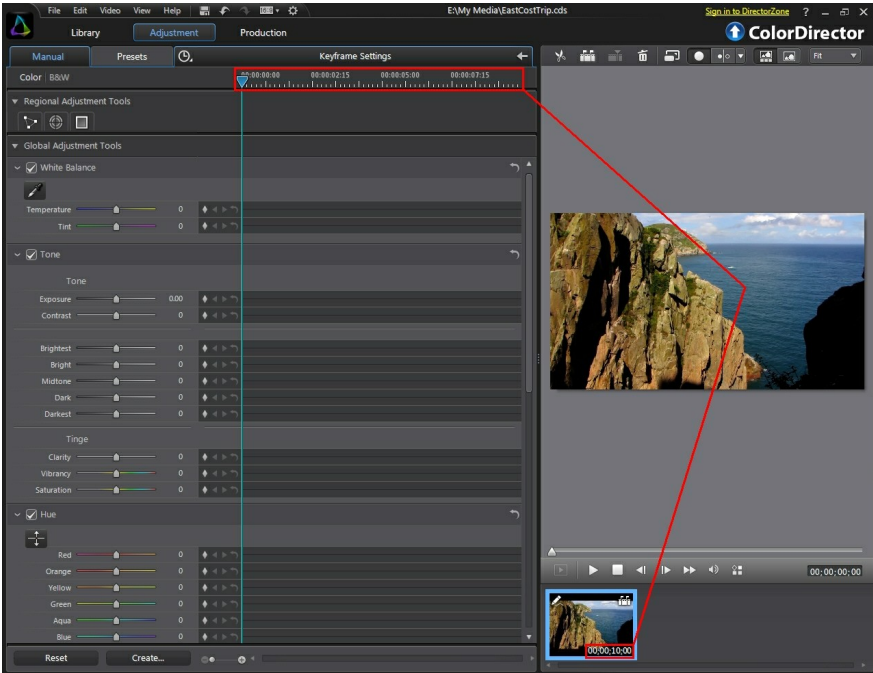 File Edit Video View Help E:\My Media\EastCostTrip.cds Sign in to DirectorZone ? _ X
Library Adjustment Production ColorDirector
Manual Presets Keyframe Settings Fit
Color | B&W 00:00:00:00 00:00:02:15 00:00:05:00 00:00:07:15
Regional Adjustment Tools
Global Adjustment Tools
White Balance
Temperature 0
Tint 0
Tone
Tone
Exposure 0.00
Contrast 0
Brightest 0
Bright 0
Midtone 0
Dark 0
Darkest 0
Tinge
Clarity 0
Vibrancy 0
Saturation 0
Hue
Red 0
Orange 0
Yellow 0
Green 0
Aqua 0
Blue 0
00;00;00;00
00;00;10;00
Reset Create...